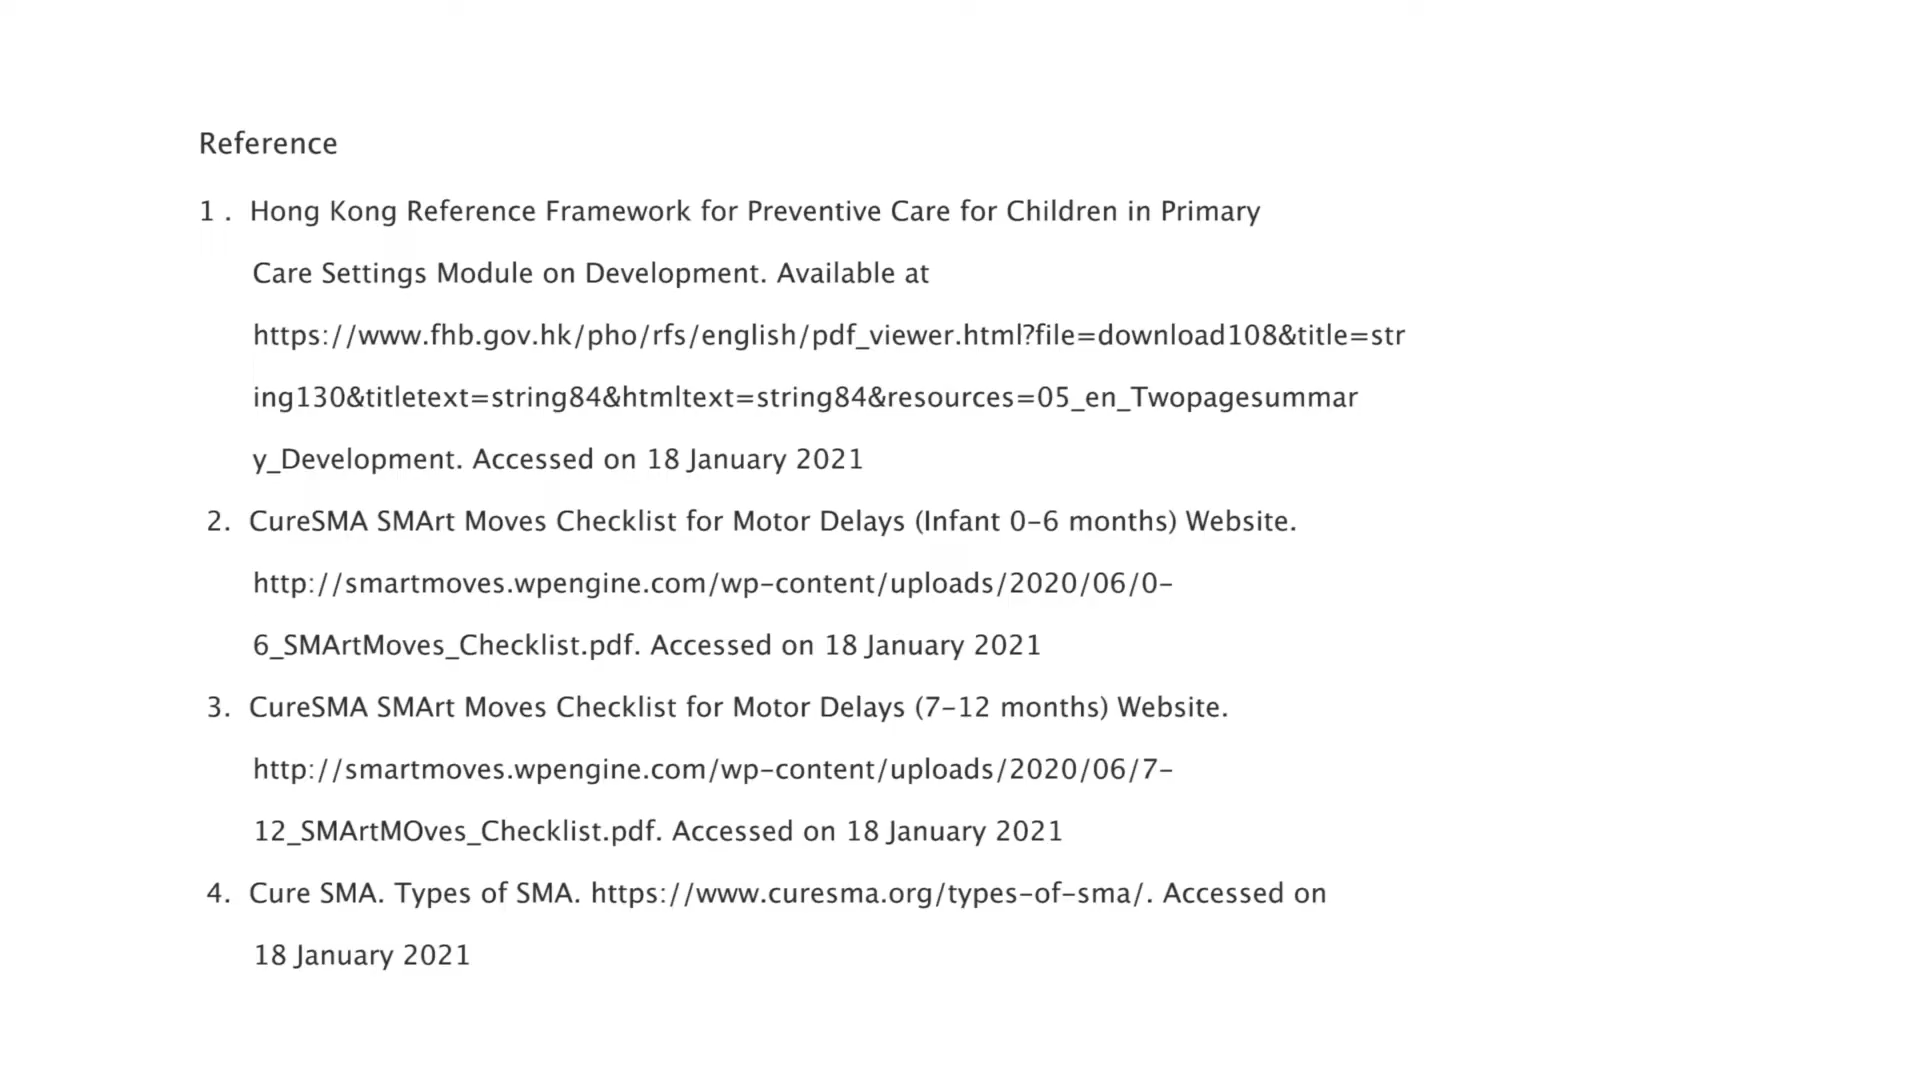 Reference
1 . Hong Kong Reference Framework for Preventive Care for Children in Primary
Care Settings Module on Development. Available at
https://www.fhb.gov.hk/pho/rfs/english/pdf_viewer.html?file=download108&title=str
ing130&titletext=string84&htmltext=string84&resources=05_en_Twopagesummar
y_Development. Accessed on 18 January 2021
2. CureSMA SMArt Moves Checklist for Motor Delays (Infant 0–6 months) Website.
http://smartmoves.wpengine.com/wp-content/uploads/2020/06/0-
6_SMArtMoves_Checklist.pdf. Accessed on 18 January 2021
3. CureSMA SMArt Moves Checklist for Motor Delays (7–12 months) Website.
http://smartmoves.wpengine.com/wp-content/uploads/2020/06/7-
12_SMArtMOves_Checklist.pdf. Accessed on 18 January 2021
4. Cure SMA. Types of SMA. https://www.curesma.org/types-of-sma/. Accessed on
18 January 2021